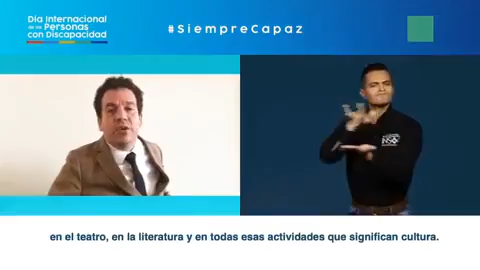 Día Internacional
de las Personas
con Discapacidad
#SiempreCapaz
INSOR
en el teatro, en la literatura y en todas esas actividades que significan cultura.